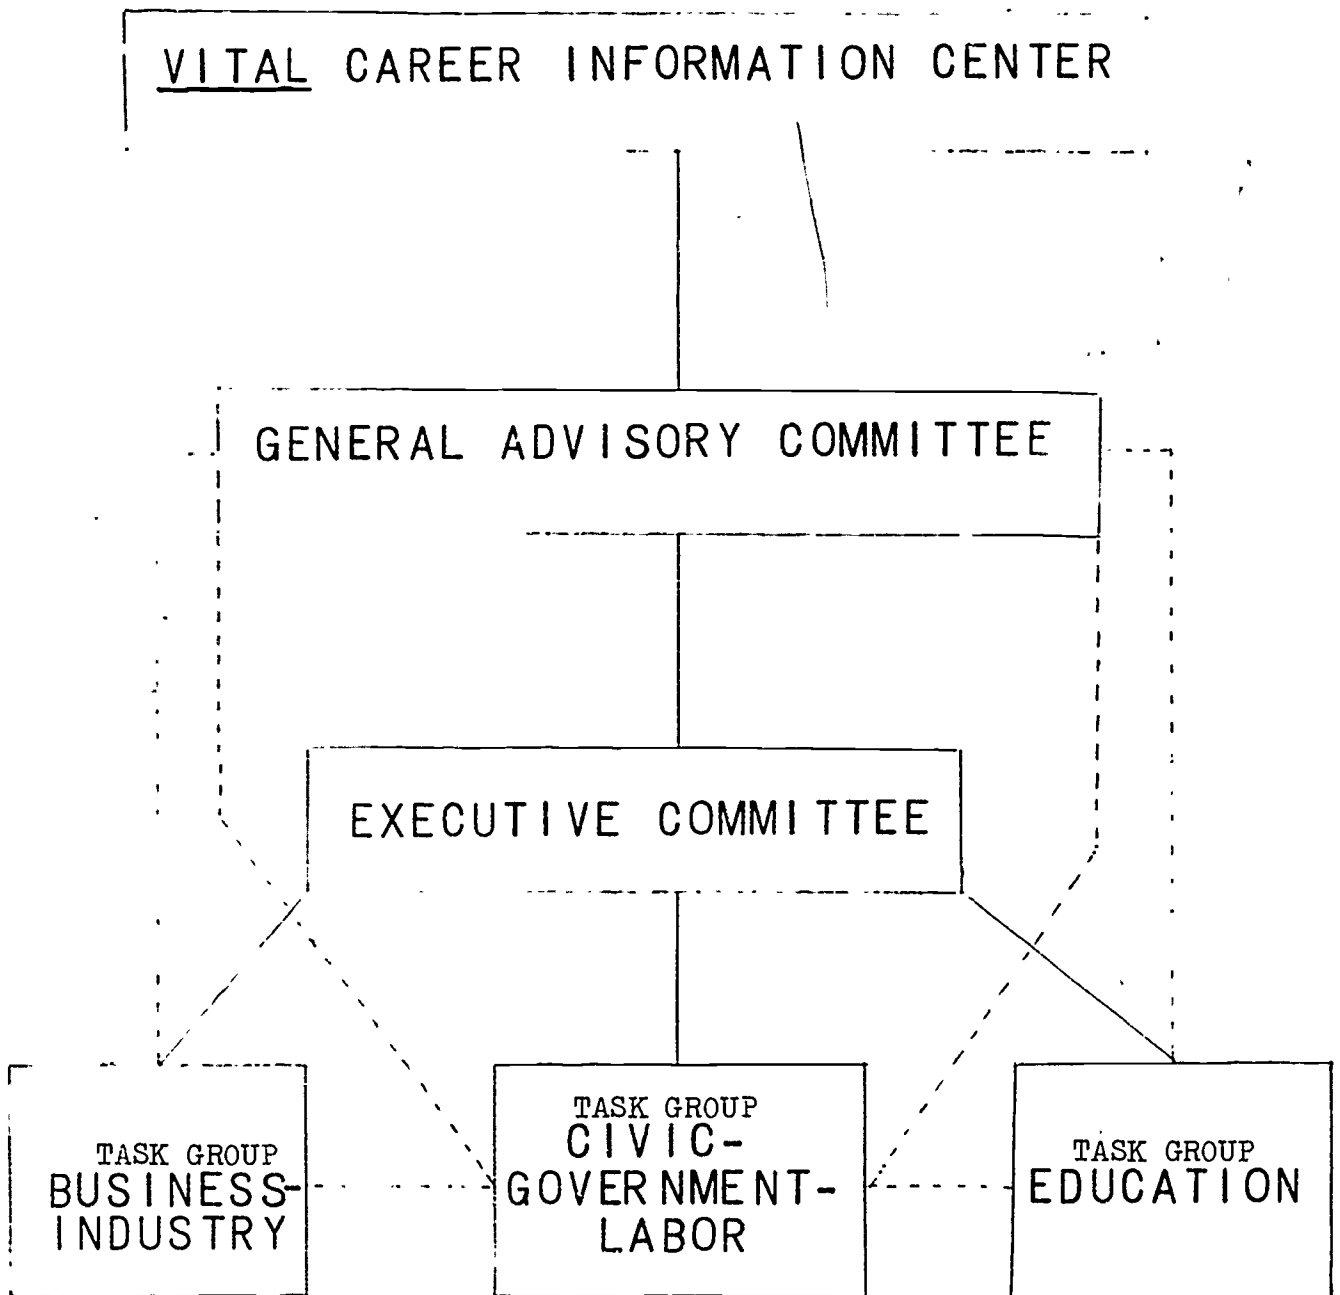 VITAL CAREER INFORMATION CENTER
GENERAL ADVISORY COMMITTEE
EXECUTIVE COMMITTEE
TASK GROUP
BUSINESS-
INDUSTRY
TASK GROUP
CIVIC-
GOVERNMENT-
LABOR
TASK GROUP
EDUCATION